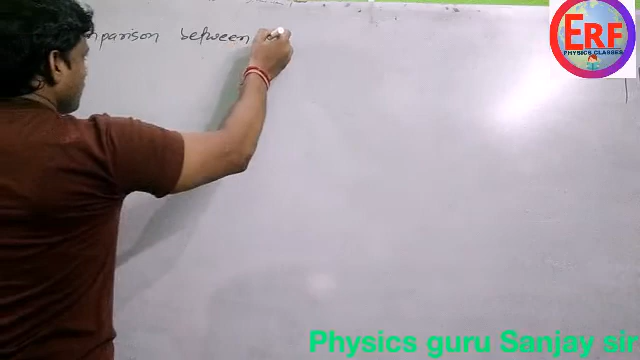 mparison between
ERF
PHYSICS CLASSES
Physics guru Sanjay sir